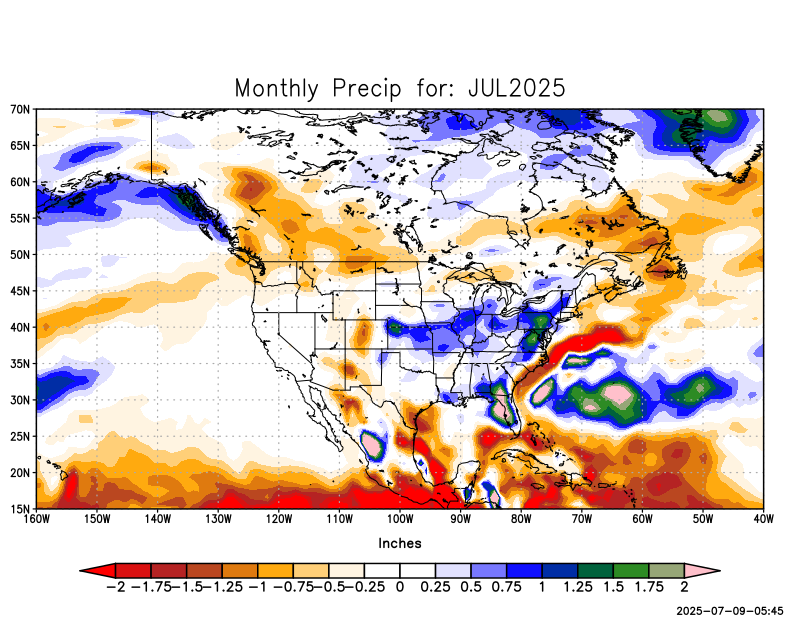 Monthly Precip for: JUL2025
70N
65N
60N
55N
50N
45N
40N
35N
30N
25N
20N
15N
160W 150W 140W 130W 120W 110W 100W 90W 80W 70W 60W 50W 40W
Inches
−2 −1.75 −1.5 −1.25 −1 −0.75 −0.5 −0.25 0 0.25 0.5 0.75 1 1.25 1.5 1.75 2
2025-07-09-05:45